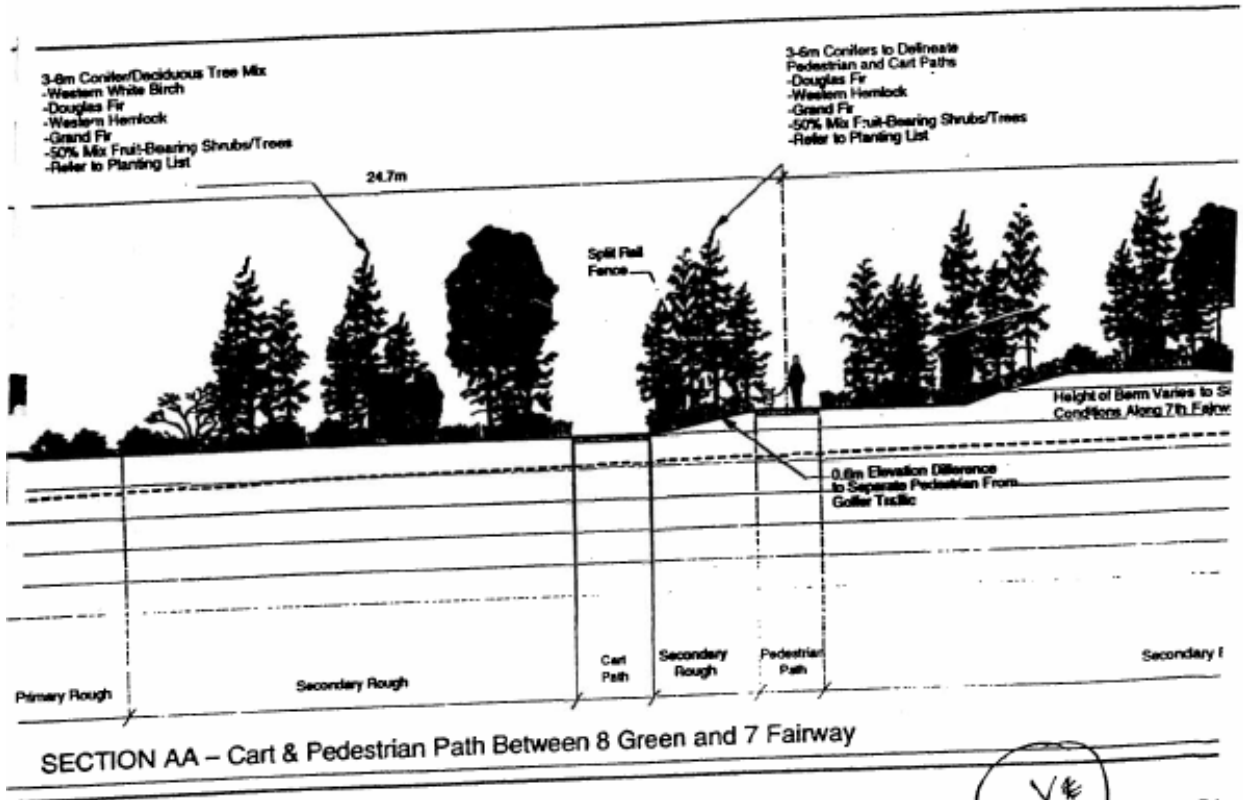 3-6m Conifer/Deciduous Tree Mix
-Western White Birch
-Douglas Fir
-Western Hemlock
-Grand Fir
-50% Mix Fruit-Bearing Shrubs/Trees
-Refer to Planting List
24.7m
3-6m Conifers to Delineate
Pedestrian and Cart Paths
-Douglas Fir
-Western Hemlock
-Grand Fir
-50% Mix Fruit-Bearing Shrubs/Trees
-Refer to Planting List
Split Rail
Fence
Height of Berm Varies to
Conditions Along 7th
0.6m Elevation Difference
to Separate Pedestrian From
Golfer Traffic
Primary Rough
Secondary Rough
Cart
Path
Secondary
Rough
Pedestrian
Path
Secondary
SECTION AA – Cart & Pedestrian Path Between 8 Green and 7 Fairway